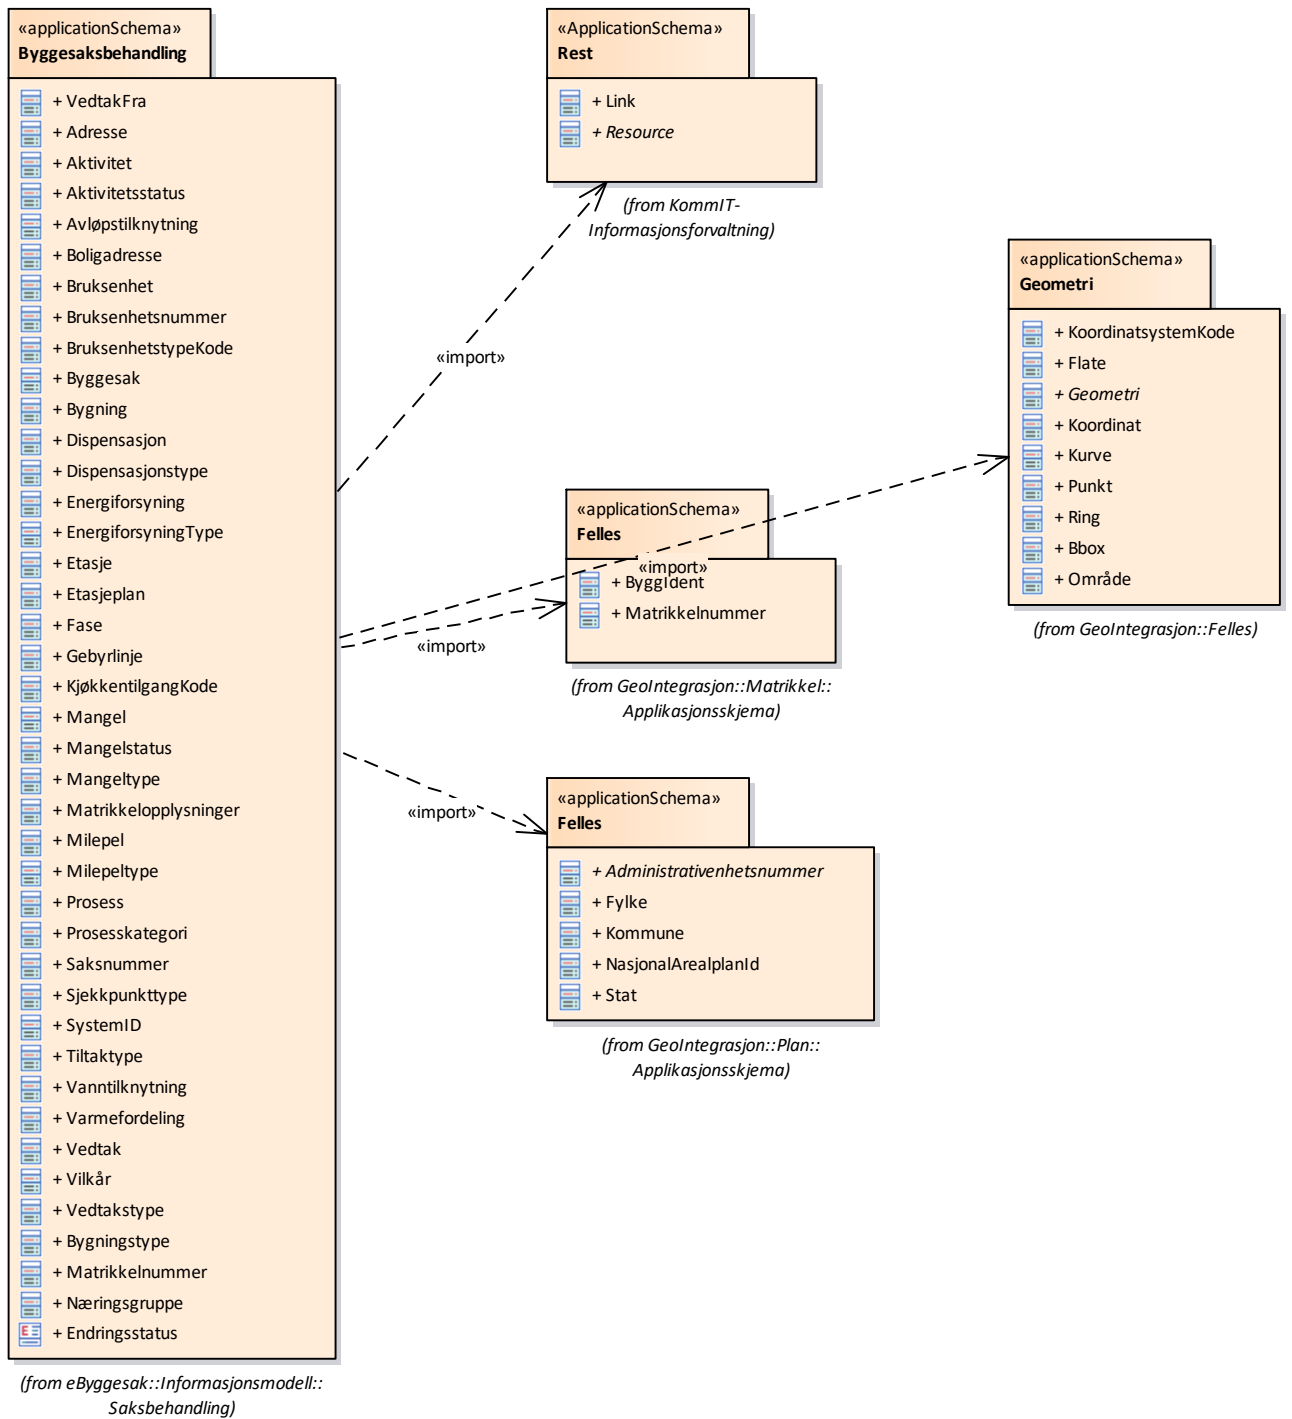 «applicationSchema»
Byggesaksbehandling
+ VedtakFra
+ Adresse
+ Aktivitet
+ Aktivitetsstatus
+ Avløpstilknytning
+ Boligadresse
+ Bruksenhet
+ Bruksenhetsnummer
+ BruksenhetstypeKode
+ Byggesak
+ Bygning
+ Dispensasjon
+ Dispensasjonstype
+ Energiforsyning
+ EnergiforsyningType
+ Etasje
+ Etasjeplan
+ Fase
+ Gebyrlinje
+ KjøkkentilgangKode
+ Mangel
+ Mangelstatus
+ Mangeltype
+ Matrikkelopplysninger
+ Milepel
+ Milepeltype
+ Prosess
+ Prosesskategori
+ Saksnummer
+ Sjekkpunkttype
+ SystemID
+ Tiltaktype
+ Vanntilknytning
+ Varmefordeling
+ Vedtak
+ Vilkår
+ Vedtakstype
+ Bygningstype
+ Matrikkelnummer
+ Næringsgruppe
+ Endringsstatus
(from eByggesak::Informasjonsmodell::
Saksbehandling)
«ApplicationSchema»
Rest
+ Link
+ Resource
(from KommIT-
Informasjonsforvaltning)
«import»
«applicationSchema»
Geometri
+ KoordinatsystemKode
+ Flate
+ Geometri
+ Koordinat
+ Kurve
+ Punkt
+ Ring
+ Bbox
+ Område
(from GeoIntegrasjon::Felles)
«applicationSchema»
Felles
«import»
+ ByggIdent
+ Matrikkelnummer
«import»
(from GeoIntegrasjon::Matrikkel::
Applikasjonsskjema)
«import»
«applicationSchema»
Felles
+ Administrativenhetsnummer
+ Fylke
+ Kommune
+ NasjonalArealplanId
+ Stat
(from GeoIntegrasjon::Plan::
Applikasjonsskjema)